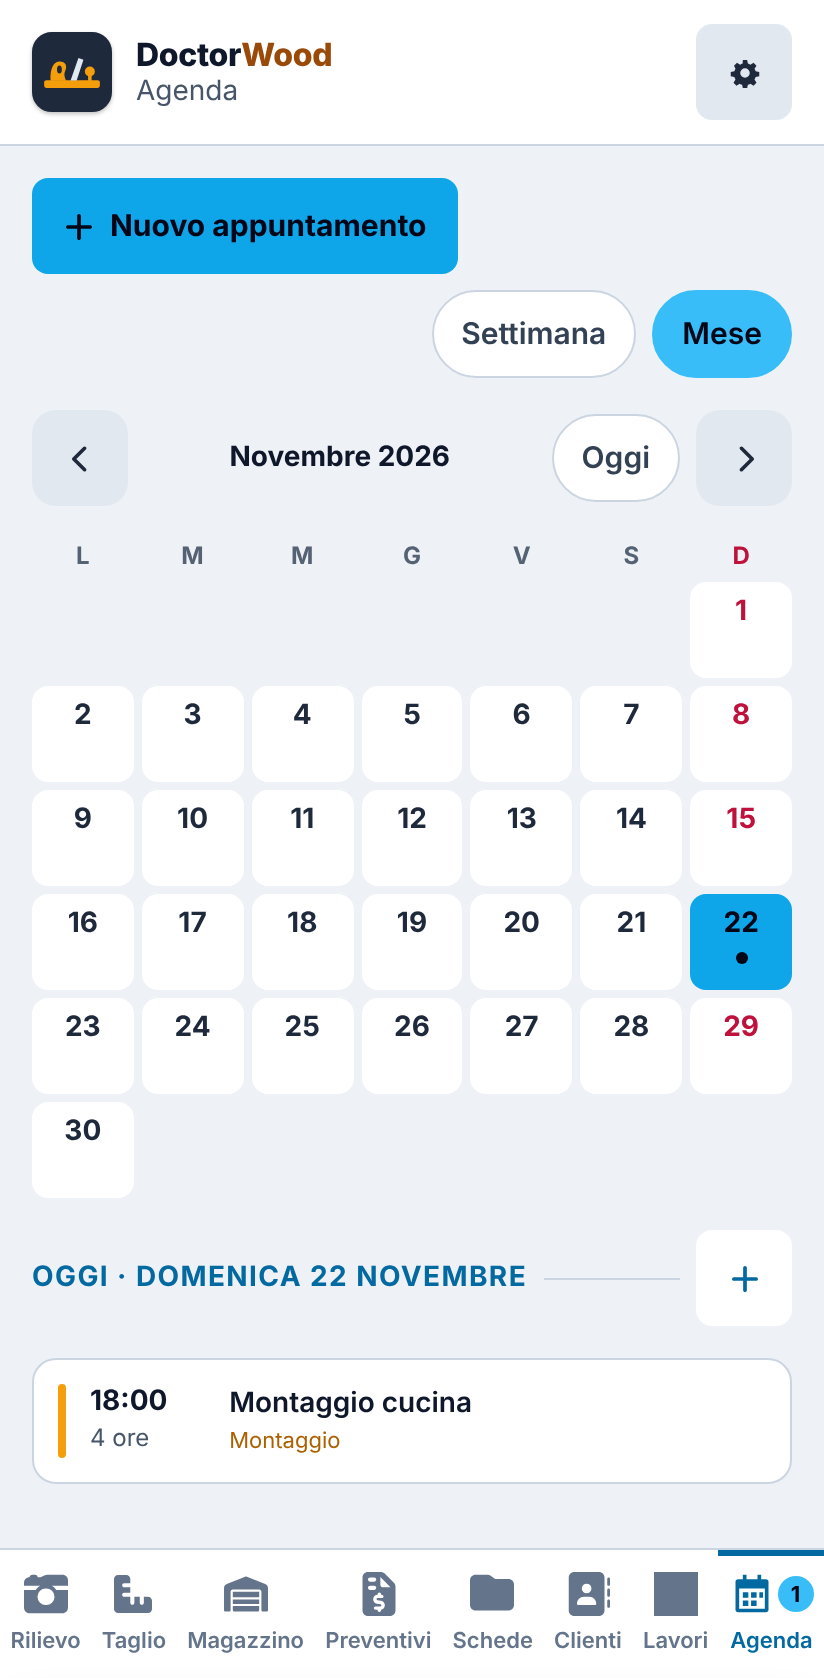 DoctorWood
Agenda
Nuovo appuntamento
Settimana Mese
Novembre 2026 Oggi
L M M G V S D
1
2 3 4 5 6 7 8
9 10 11 12 13 14 15
16 17 18 19 20 21 22
23 24 25 26 27 28 29
30
OGGI · DOMENICA 22 NOVEMBRE
18:00 Montaggio cucina
4 ore Montaggio
1
Rilievo Taglio Magazzino Preventivi Schede Clienti Lavori Agenda